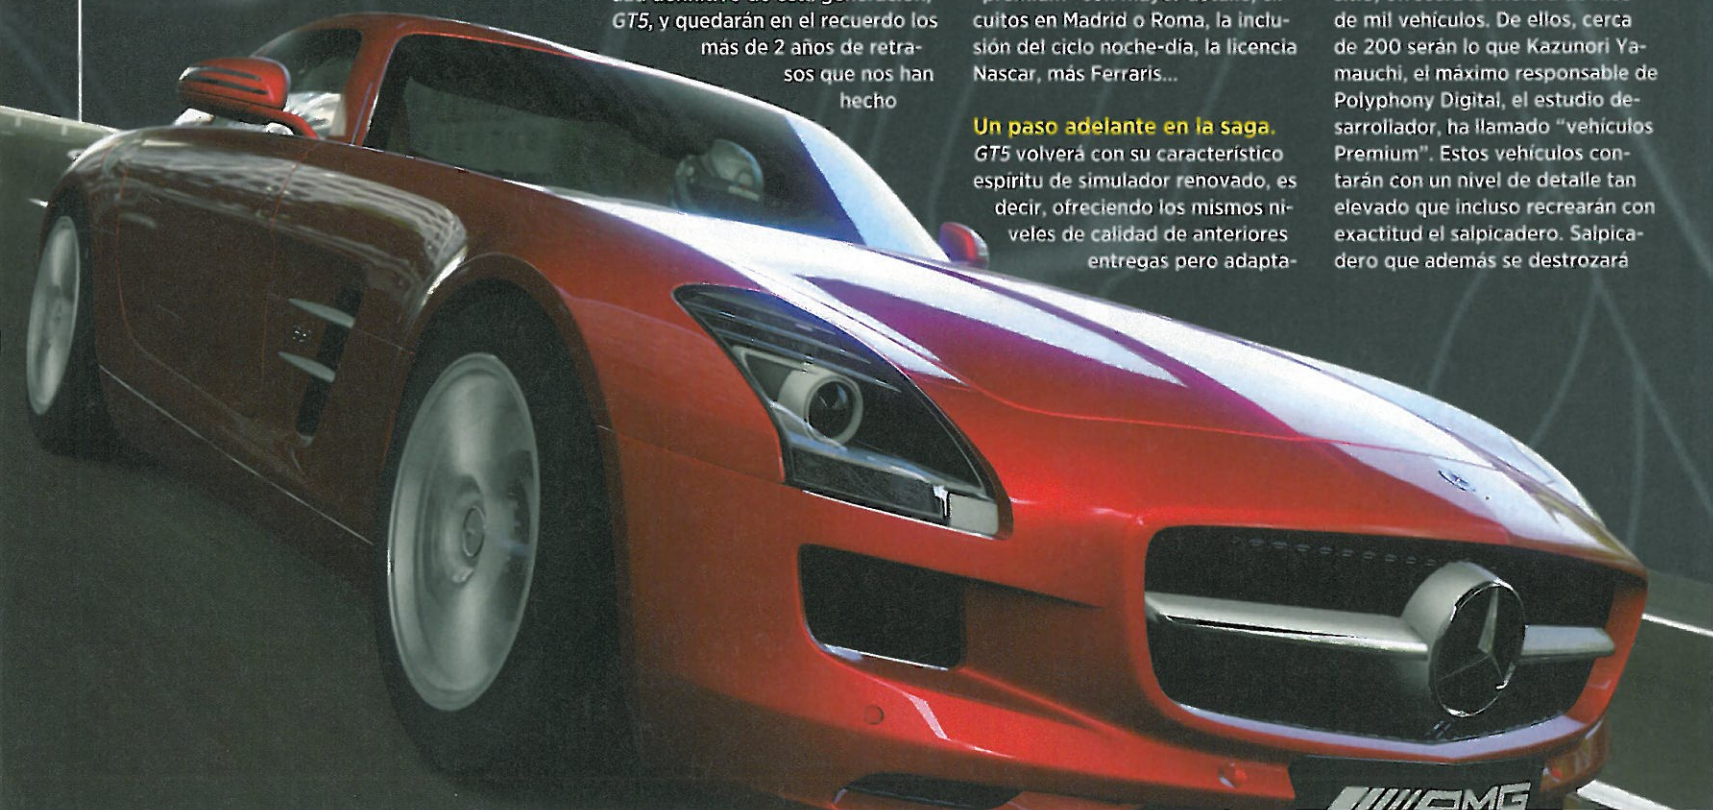 GT5, y quedarán en el recuerdo los
más de 2 años de retra-
sos que nos han
hecho
cuitos en Madrid o Roma, la inclu-
sión del ciclo noche-día, la licencia
Nascar, más Ferraris...
Un paso adelante en la saga.
GT5 volverá con su característico
espíritu de simulador renovado, es
decir, ofreciendo los mismos ni-
veles de calidad de anteriores
entregas pero adapta-
de mil vehículos. De ellos, cerca
de 200 serán lo que Kazunori Ya-
mauchi, el máximo responsable de
Polyphony Digital, el estudio de-
sarrollador, ha llamado “vehículos
Premium”. Estos vehículos con-
tarán con un nivel de detalle tan
elevado que incluso recrearán con
exactitud el salpicadero. Salpica-
dero que además se destrozará
AMG